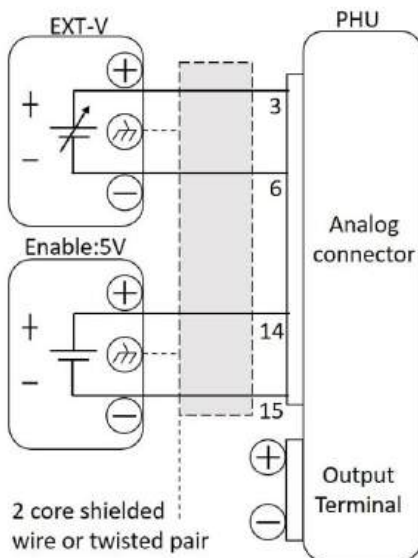 EXT-V
PHU
+
+
3
−
−
6
Analog
connector
Enable:5V
+
+
14
−
−
15
+
−
Output
Terminal
2 core shielded
wire or twisted pair